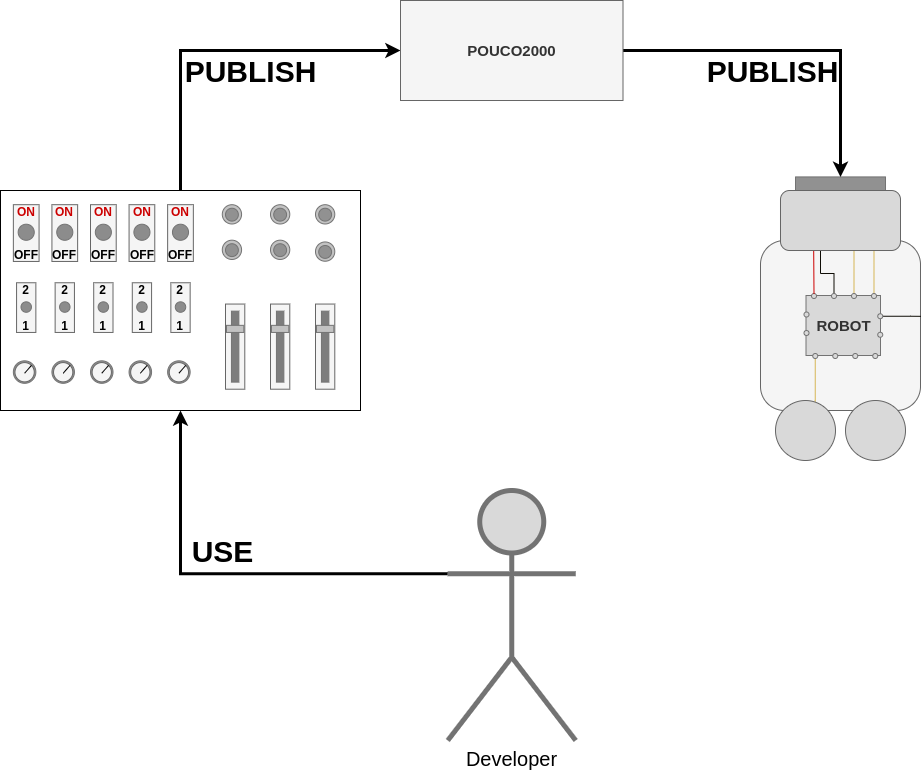 POUCO2000
PUBLISH
PUBLISH
ON ON ON ON ON
OFF OFF OFF OFF OFF
2 2 2 2 2
1 1 1 1 1
ROBOT
USE
Developer